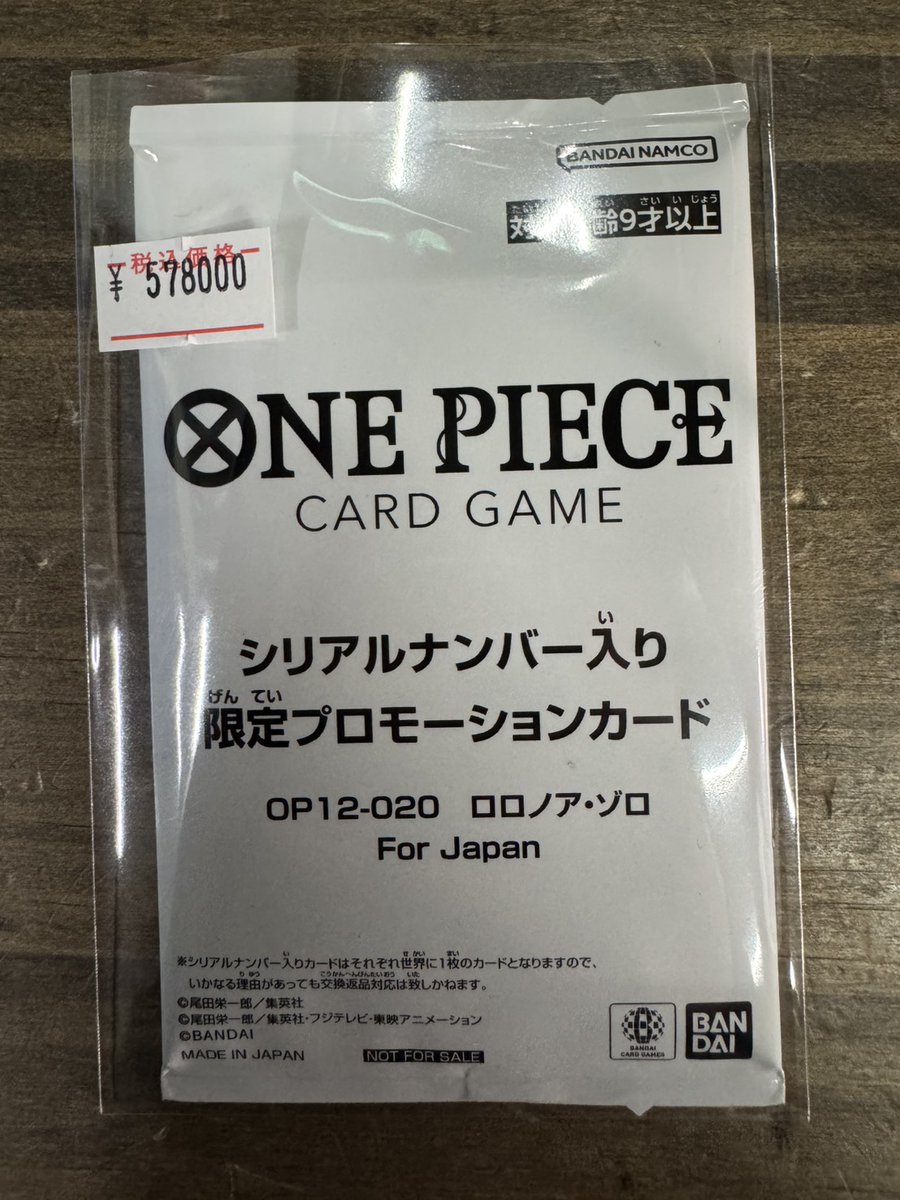 BANDAI NAMCO
対象年齢9才以上
税込価格
¥ 578000
ONE PIECE
CARD GAME
シリアルナンバー入り
限定プロモーションカード
OP12-020 ロロノア・ゾロ
For Japan
※シリアルナンバー入りカードはそれぞれ世界に1枚のカードとなりますので、
いかなる理由があっても交換返品対応は致しかねます。
©尾田栄一郎/集英社
©尾田栄一郎/集英社・フジテレビ・東映アニメーション
©BANDAI
MADE IN JAPAN NOT FOR SALE
BANDAI
CARD GAMES
BAN
DAI